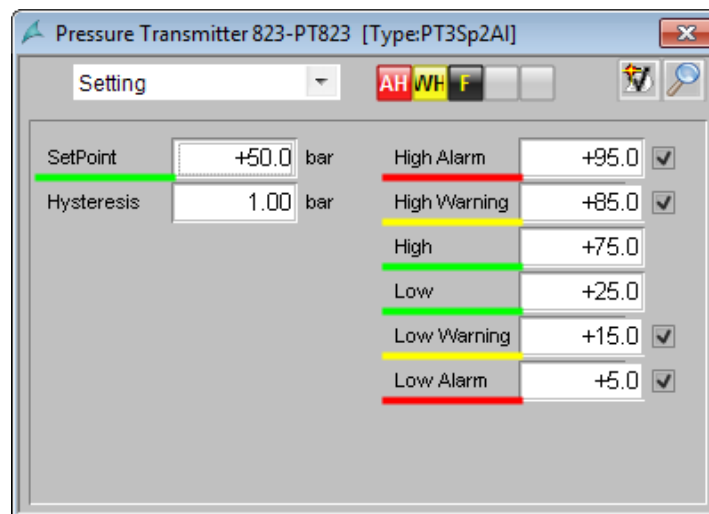 Pressure Transmitter 823-PT823 [Type:PT3Sp2AI]
Setting AH WH F
SetPoint +50.0 bar High Alarm +95.0
Hysteresis 1.00 bar High Warning +85.0
High +75.0
Low +25.0
Low Warning +15.0
Low Alarm +5.0